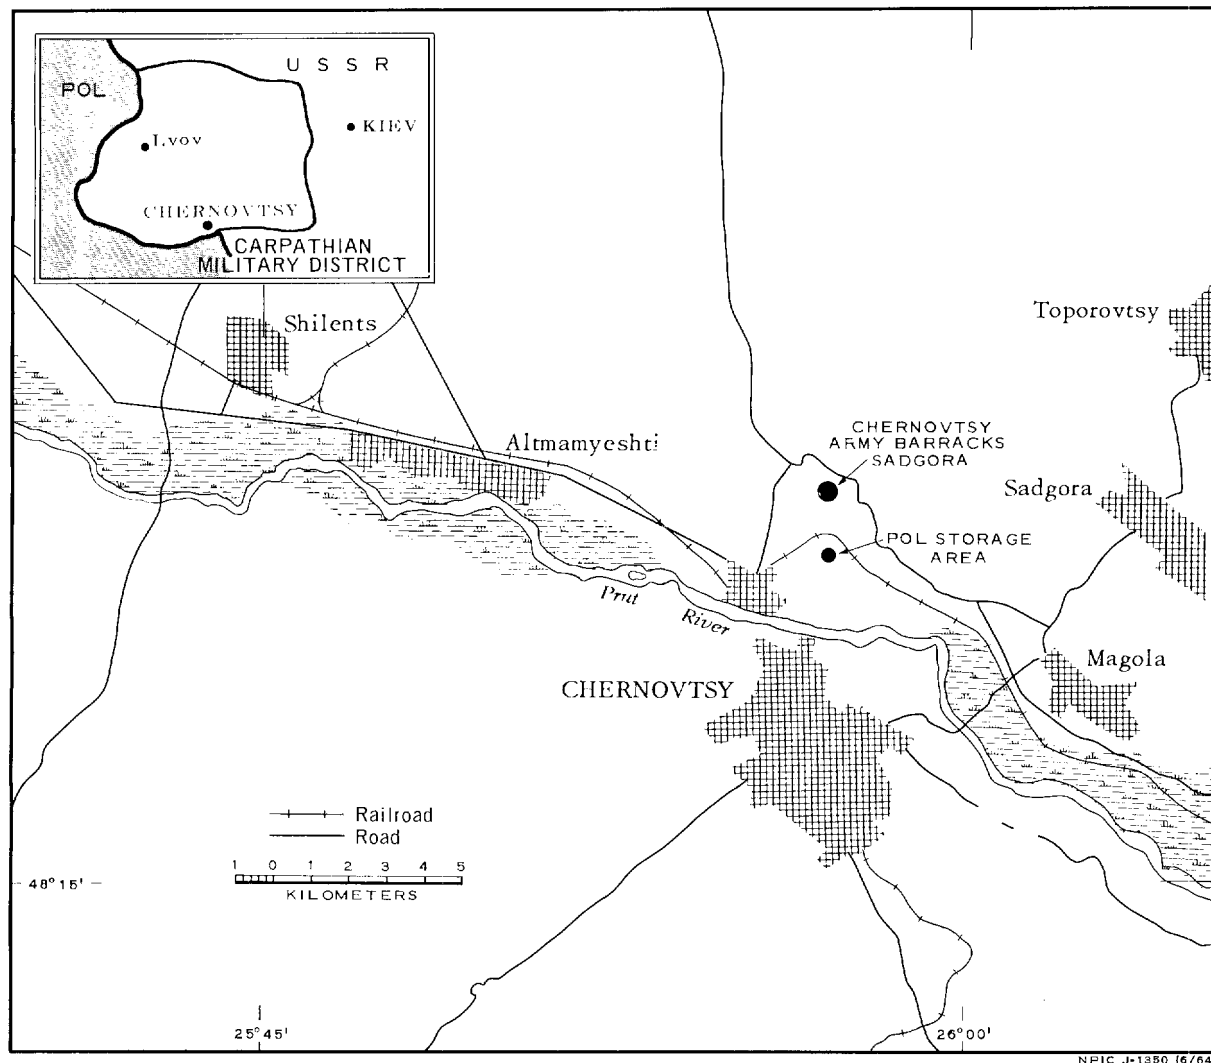 U S S R
POL
KIEV
Lvov
CHERNOVTSY
CARPATHIAN
MILITARY DISTRICT
Shilents
Toporovtsy
Altmamyeshti
CHERNOVTSY
ARMY BARRACKS
SADGORA
Sadgora
POL STORAGE
AREA
Prut
River
Magola
CHERNOVTSY
Railroad
Road
1 0 1 2 3 4 5
KILOMETERS
48°15'
25°45'
26°00'
NPIC J-1350 (6/64